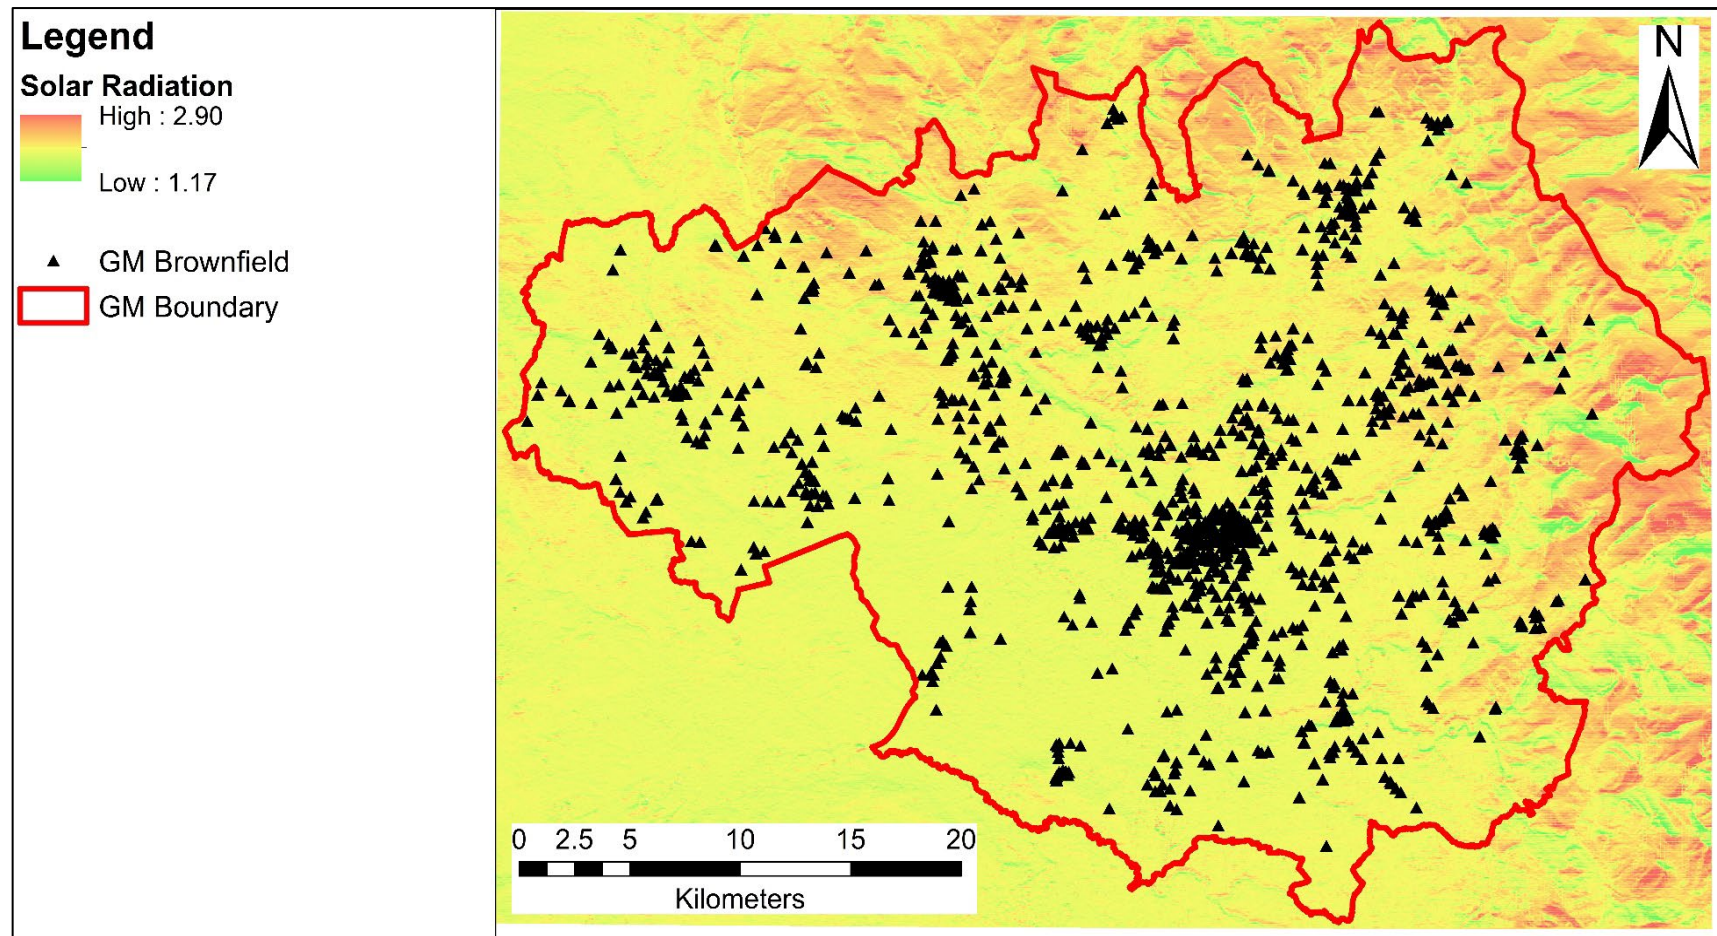 Legend
Solar Radiation
High : 2.90
Low : 1.17
GM Brownfield
GM Boundary
N
0 2.5 5 10 15 20
Kilometers